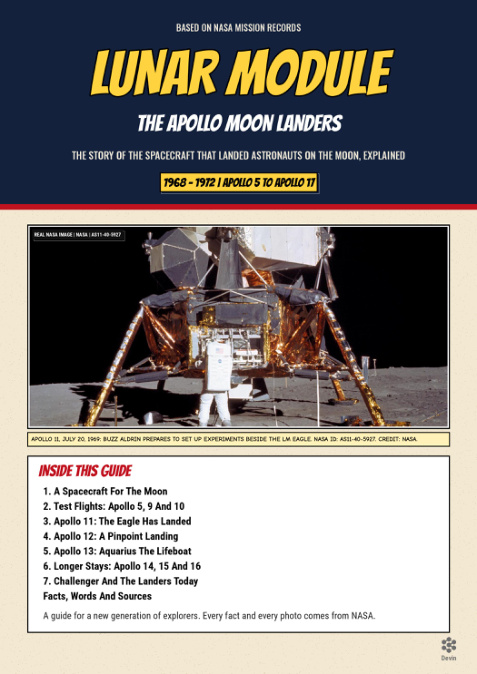 BASED ON NASA MISSION RECORDS
LUNAR MODULE
THE APOLLO MOON LANDERS
THE STORY OF THE SPACECRAFT THAT LANDED ASTRONAUTS ON THE MOON, EXPLAINED
1968 - 1972 | APOLLO 5 TO APOLLO 17
REAL NASA IMAGE | NASA | AS11-40-5927
APOLLO 11, JULY 20, 1969: BUZZ ALDRIN PREPARES TO SET UP EXPERIMENTS BESIDE THE LM EAGLE. NASA ID: AS11-40-5927. CREDIT: NASA.
INSIDE THIS GUIDE
1. A Spacecraft For The Moon
2. Test Flights: Apollo 5, 9 And 10
3. Apollo 11: The Eagle Has Landed
4. Apollo 12: A Pinpoint Landing
5. Apollo 13: Aquarius The Lifeboat
6. Longer Stays: Apollo 14, 15 And 16
7. Challenger And The Landers Today
Facts, Words And Sources
A guide for a new generation of explorers. Every fact and every photo comes from NASA.
Devin